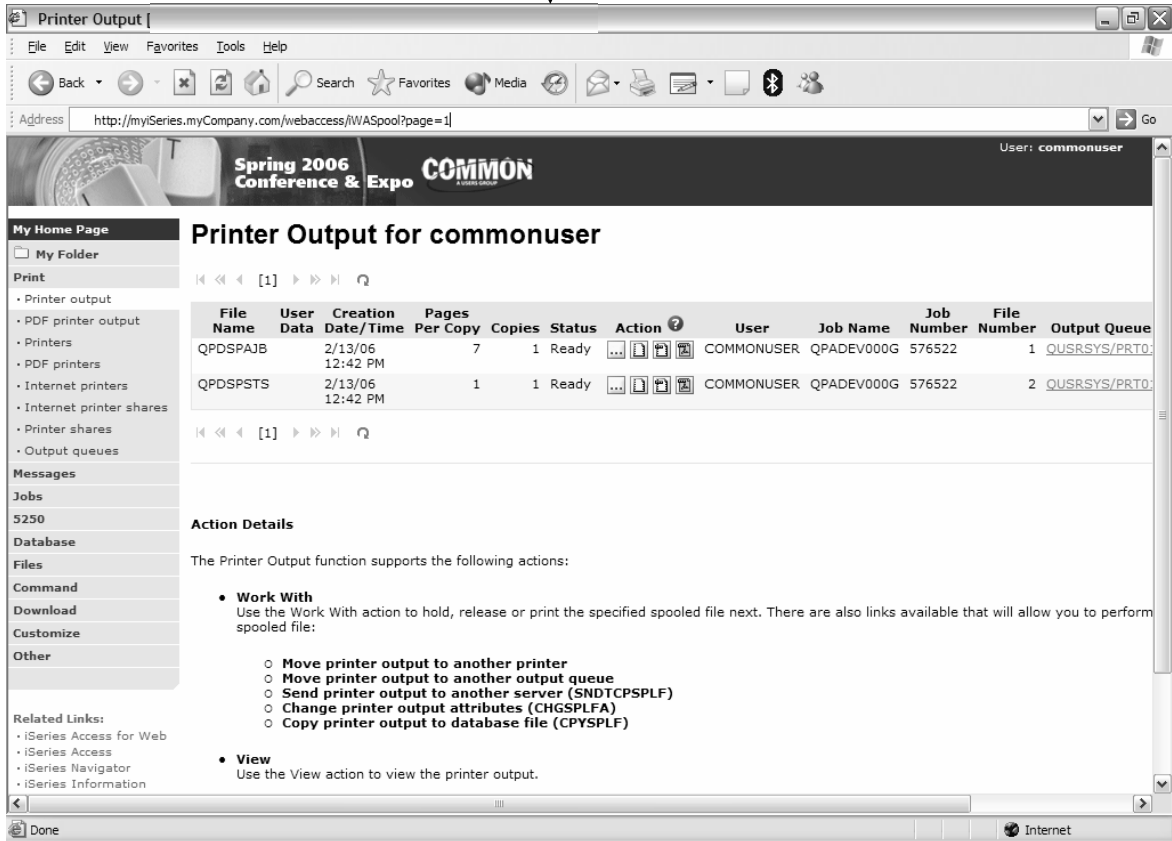 Printer Output [
File Edit View Favorites Tools Help
Back Search Favorites Media
Address http://myiSeries.myCompany.com/webaccess/iWASpool?page=1 Go
Spring 2006
Conference & Expo
COMMON
A USERS GROUP
User: commonuser
My Home Page
My Folder
Print
• Printer output
• PDF printer output
• Printers
• PDF printers
• Internet printers
• Internet printer shares
• Printer shares
• Output queues
Messages
Jobs
5250
Database
Files
Command
Download
Customize
Other
Related Links:
• iSeries Access for Web
• iSeries Access
• iSeries Navigator
• iSeries Information
Printer Output for commonuser
[1]
File Name User Data Creation Date/Time Pages Per Copy Copies Status Action User Job Name Job Number File Number Output Queue
QPDSPAJB 2/13/06 12:42 PM 7 1 Ready ... COMMONUSER QPADEV000G 576522 1 QUSRSYS/PRT01
QPDSPSTS 2/13/06 12:42 PM 1 1 Ready ... COMMONUSER QPADEV000G 576522 2 QUSRSYS/PRT01
[1]
Action Details
The Printer Output function supports the following actions:
• Work With
Use the Work With action to hold, release or print the specified spooled file next. There are also links available that will allow you to perform
spooled file:
○ Move printer output to another printer
○ Move printer output to another output queue
○ Send printer output to another server (SNDTCPSPLF)
○ Change printer output attributes (CHGSPLFA)
○ Copy printer output to database file (CPYSPLF)
• View
Use the View action to view the printer output.
Done Internet